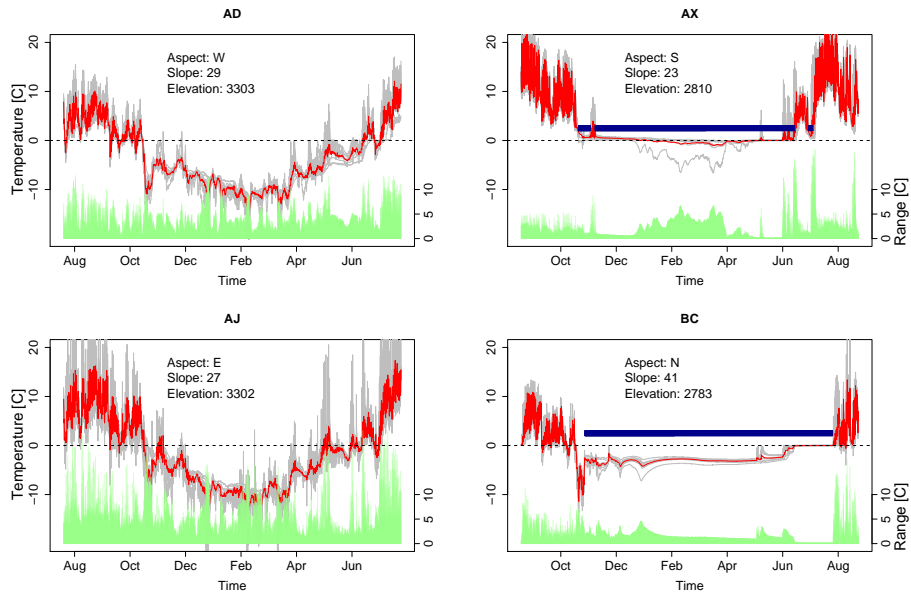 AD
Aspect: W
Slope: 29
Elevation: 3303
Temperature [C]
20
10
0
−10
10
5
0
Aug Oct Dec Feb Apr Jun
Time
AX
Aspect: S
Slope: 23
Elevation: 2810
20
10
0
−10
10
5
0
Range [C]
Oct Dec Feb Apr Jun Aug
Time
AJ
Aspect: E
Slope: 27
Elevation: 3302
Temperature [C]
20
10
0
−10
10
5
0
Aug Oct Dec Feb Apr Jun
Time
BC
Aspect: N
Slope: 41
Elevation: 2783
20
10
0
−10
10
5
0
Range [C]
Oct Dec Feb Apr Jun Aug
Time